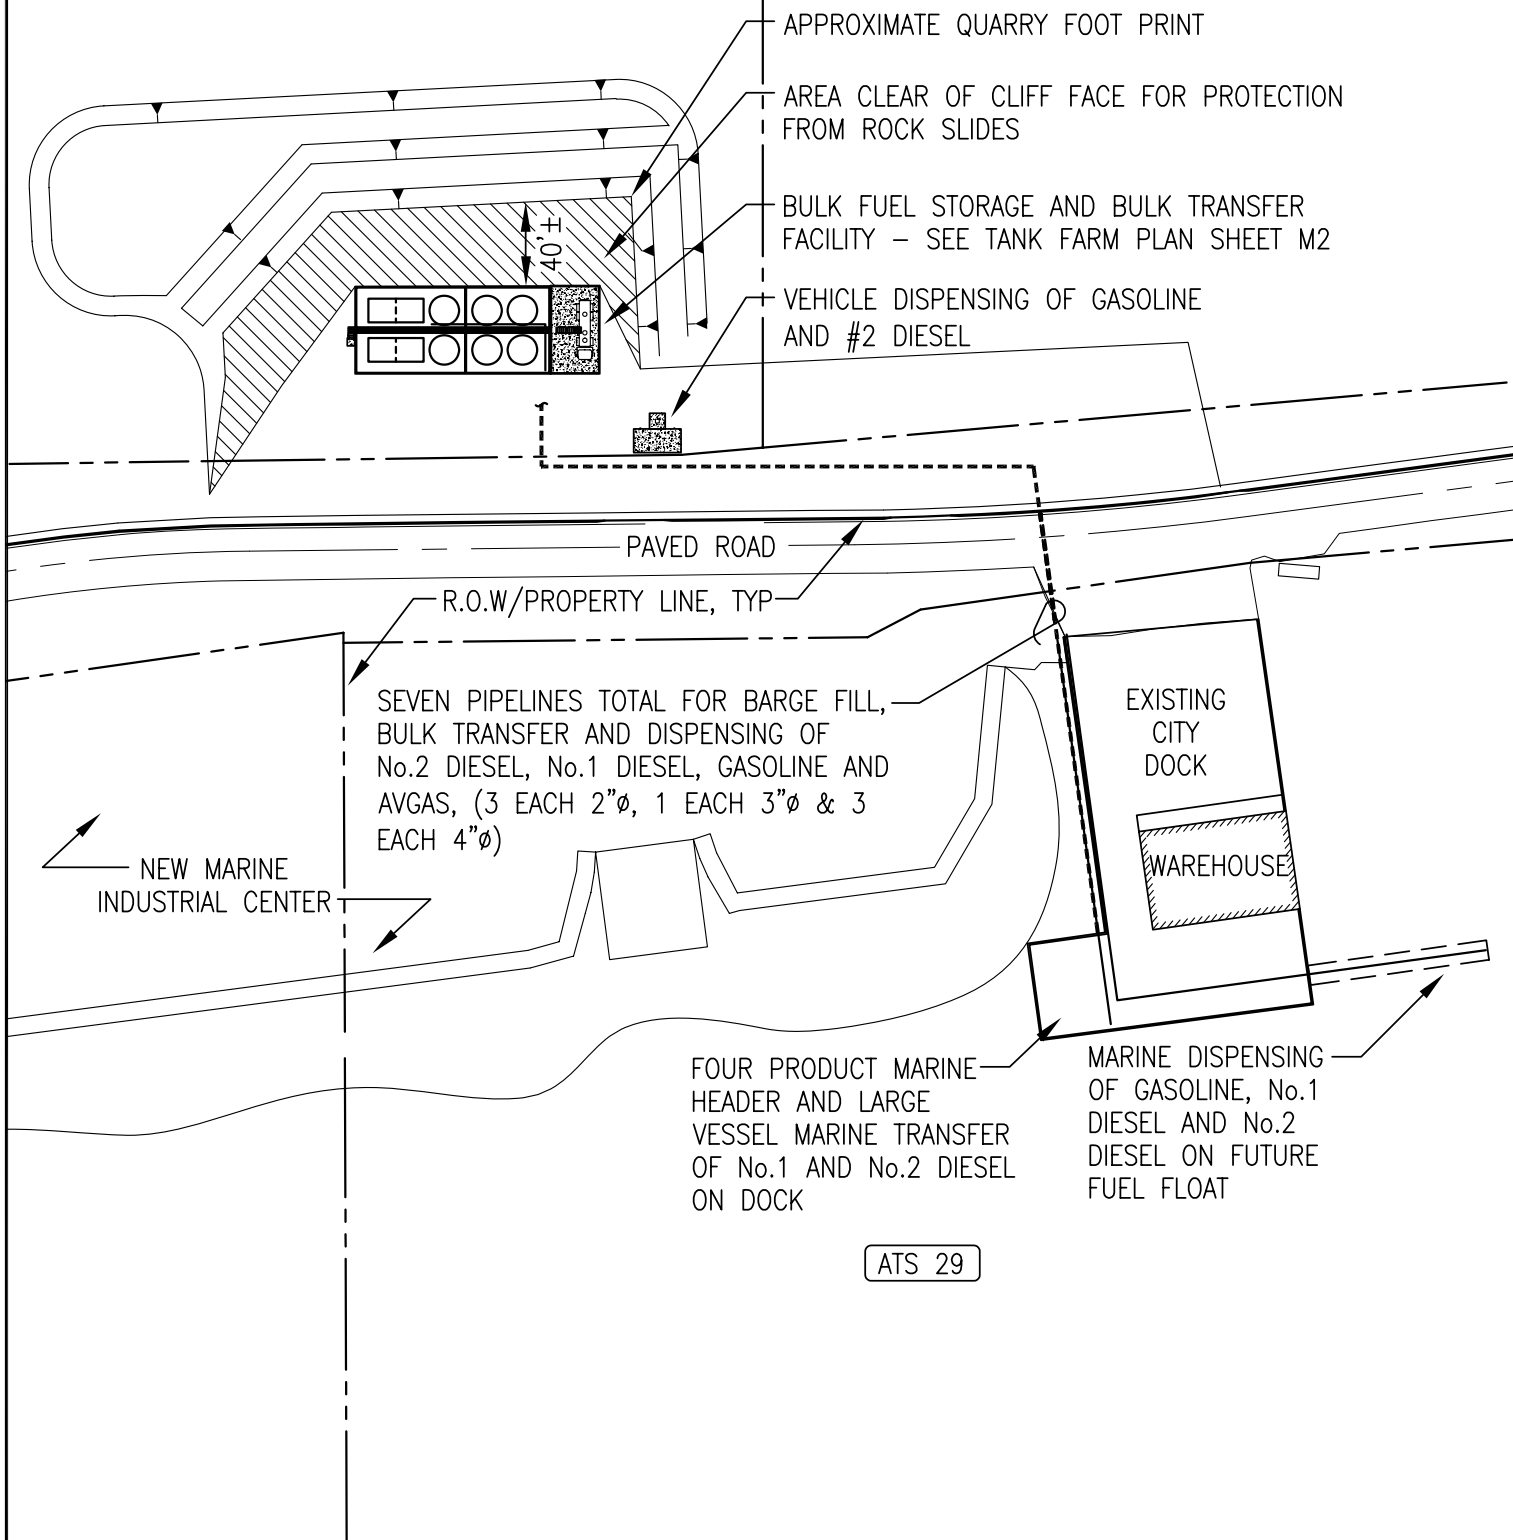 APPROXIMATE QUARRY FOOT PRINT
AREA CLEAR OF CLIFF FACE FOR PROTECTION
FROM ROCK SLIDES
BULK FUEL STORAGE AND BULK TRANSFER
FACILITY – SEE TANK FARM PLAN SHEET M2
40'±
VEHICLE DISPENSING OF GASOLINE
AND #2 DIESEL
PAVED ROAD
R.O.W/PROPERTY LINE, TYP
SEVEN PIPELINES TOTAL FOR BARGE FILL,
BULK TRANSFER AND DISPENSING OF
No.2 DIESEL, No.1 DIESEL, GASOLINE AND
AVGAS, (3 EACH 2"ø, 1 EACH 3"ø & 3
EACH 4"ø)
EXISTING
CITY
DOCK
WAREHOUSE
NEW MARINE
INDUSTRIAL CENTER
FOUR PRODUCT MARINE
HEADER AND LARGE
VESSEL MARINE TRANSFER
OF No.1 AND No.2 DIESEL
ON DOCK
MARINE DISPENSING
OF GASOLINE, No.1
DIESEL AND No.2
DIESEL ON FUTURE
FUEL FLOAT
ATS 29